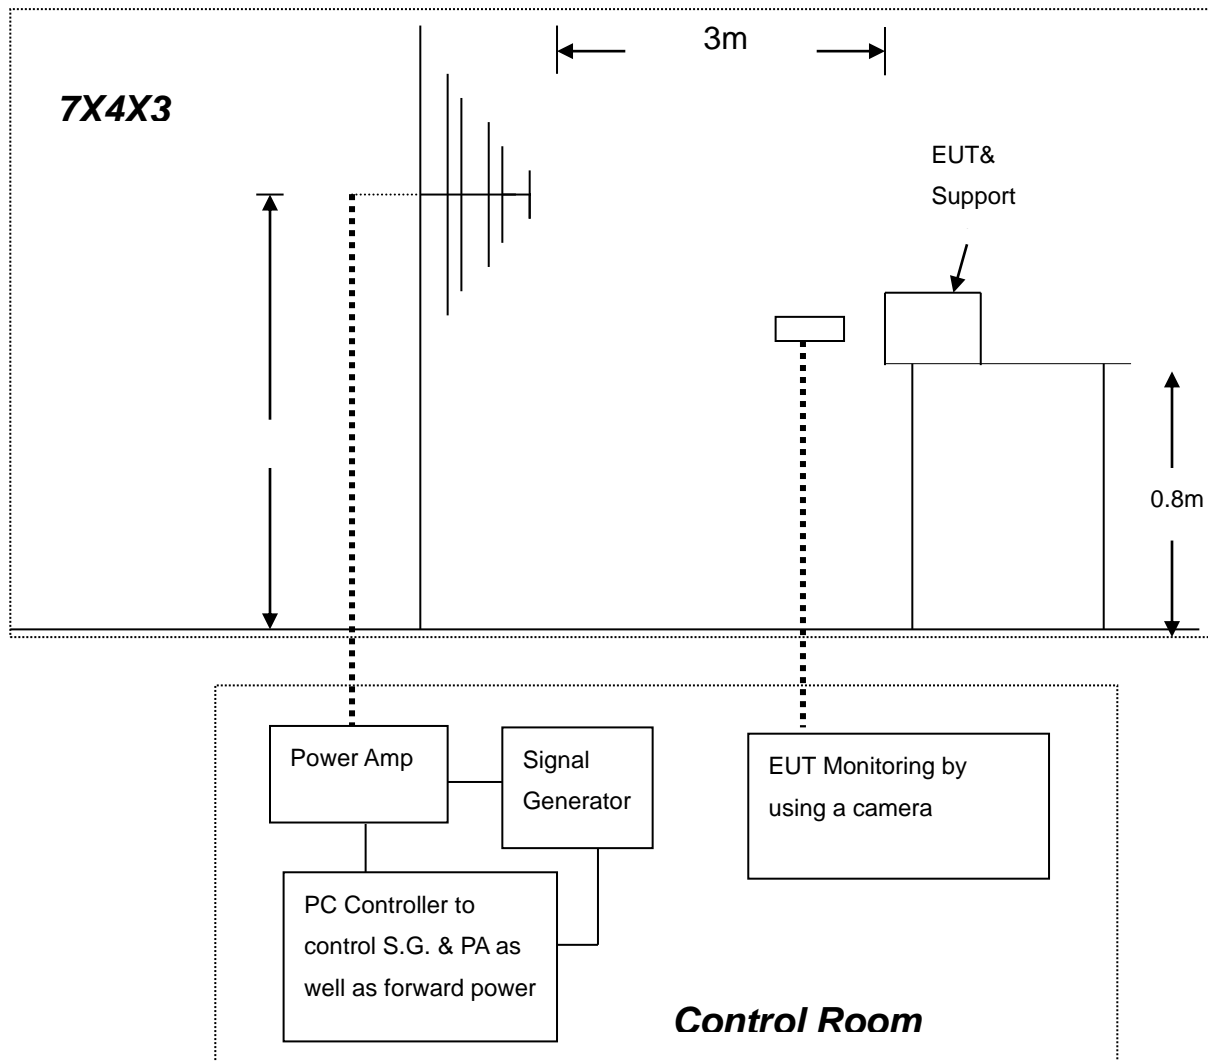 3m
7X4X3
EUT&
Support
0.8m
Power Amp
Signal
Generator
EUT Monitoring by
using a camera
PC Controller to
control S.G. & PA as
well as forward power
Control Room